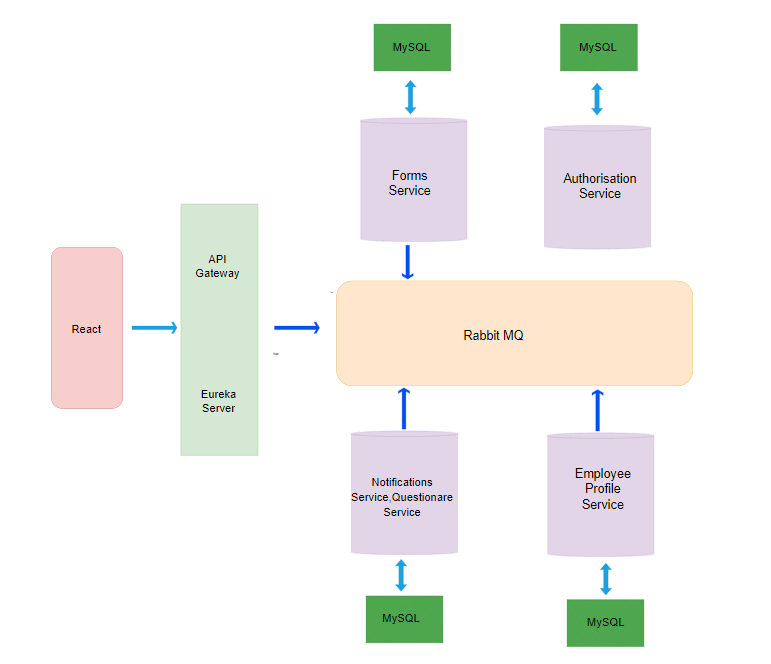 MySQL
MySQL
Forms
Service
Authorisation
Service
API
Gateway
React
Rabbit MQ
Eureka
Server
Notifications
Service,Questionare
Service
Employee
Profile
Service
MySQL
MySQL